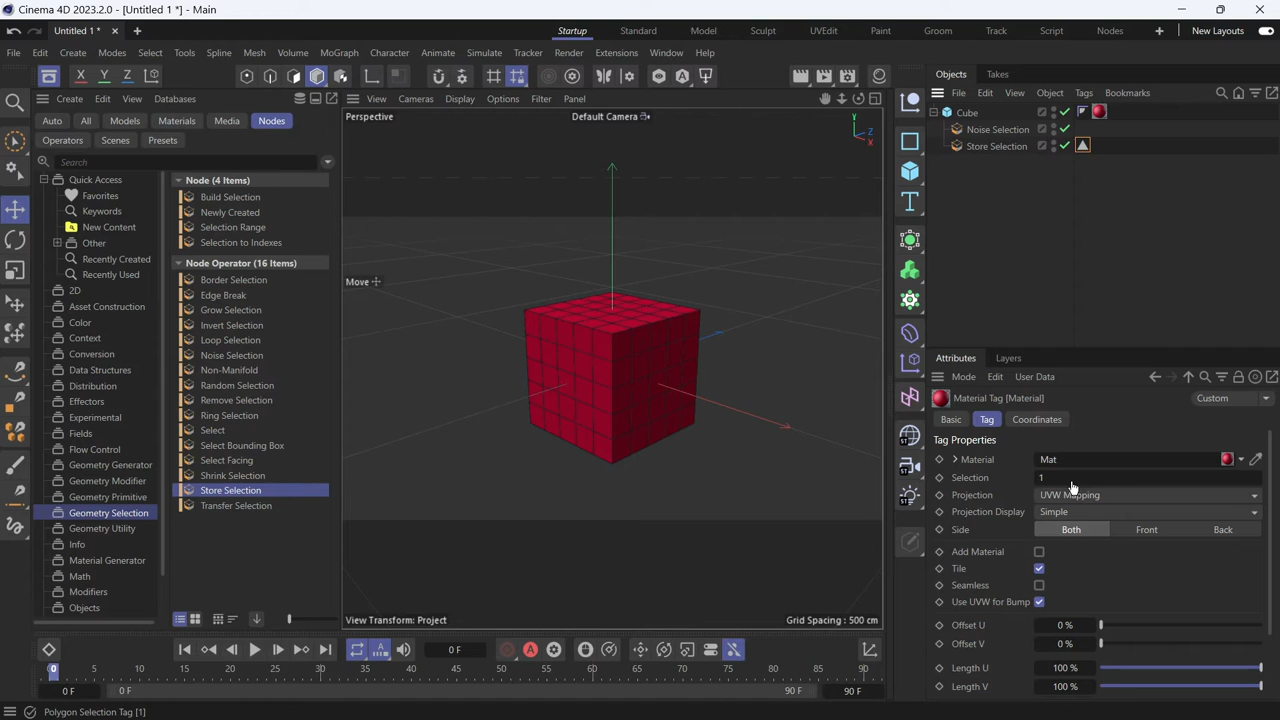 Cinema 4D 2023.2.0 - [Untitled 1 *] - Main
Untitled 1 *
Startup Standard Model Sculpt UVEdit Paint Groom Track Script Nodes New Layouts
File Edit Create Modes Select Tools Spline Mesh Volume MoGraph Character Animate Simulate Tracker Render Extensions Window Help
X Y Z
Objects Takes
Create Edit View Databases
View Cameras Display Options Filter Panel
File Edit View Object Tags Bookmarks
Auto All Models Materials Media Nodes
Operators Scenes Presets
Search
Perspective
Default Camera
Y
Z
X
Cube
Noise Selection
Store Selection
Quick Access
Favorites
Keywords
New Content
Other
Recently Created
Recently Used
2D
Asset Construction
Color
Context
Conversion
Data Structures
Distribution
Effectors
Experimental
Fields
Flow Control
Geometry Generator
Geometry Modifier
Geometry Primitive
Geometry Selection
Geometry Utility
Info
Material Generator
Math
Modifiers
Objects
Node (4 Items)
Build Selection
Newly Created
Selection Range
Selection to Indexes
Node Operator (16 Items)
Border Selection
Edge Break
Grow Selection
Invert Selection
Loop Selection
Noise Selection
Non-Manifold
Random Selection
Remove Selection
Ring Selection
Select
Select Bounding Box
Select Facing
Shrink Selection
Store Selection
Transfer Selection
Move
View Transform: Project
Grid Spacing : 500 cm
Attributes Layers
Mode Edit User Data
Material Tag [Material]
Custom
Basic Tag Coordinates
Tag Properties
Material Mat
Selection 1
Projection UVW Mapping
Projection Display Simple
Side Both Front Back
Add Material
Tile
Seamless
Use UVW for Bump
Offset U 0 %
Offset V 0 %
Length U 100 %
Length V 100 %
0 F
0 5 10 15 20 25 30 35 40 45 50 55 60 65 70 75 80 85 90
0 F 0 F 90 F 90 F
Polygon Selection Tag [1]